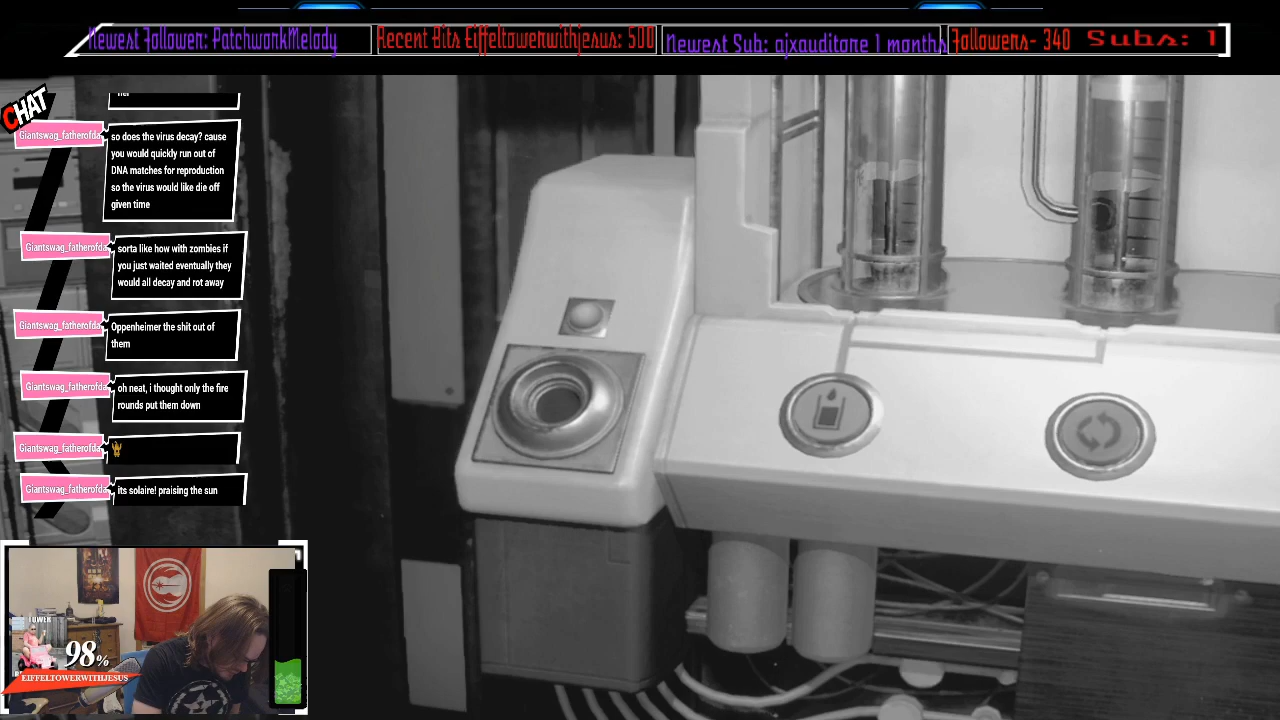 Newest Follower: PatchworkMelody
Recent Bits Eiffeltowerwithjesus: 500
Newest Sub: ajxauditore 1 months
Followers- 340
Subs: 1
CHAT
Giantswag_fatherofda
so does the virus decay? cause
you would quickly run out of
DNA matches for reproduction
so the virus would like die off
given time
Giantswag_fatherofda
sorta like how with zombies if
you just waited eventually they
would all decay and rot away
Giantswag_fatherofda
Oppenheimer the shit out of
them
Giantswag_fatherofda
oh neat, i thought only the fire
rounds put them down
Giantswag_fatherofda
Giantswag_fatherofda
its solaire! praising the sun
TOWER
98%
EIFFELTOWERWITHJESUS